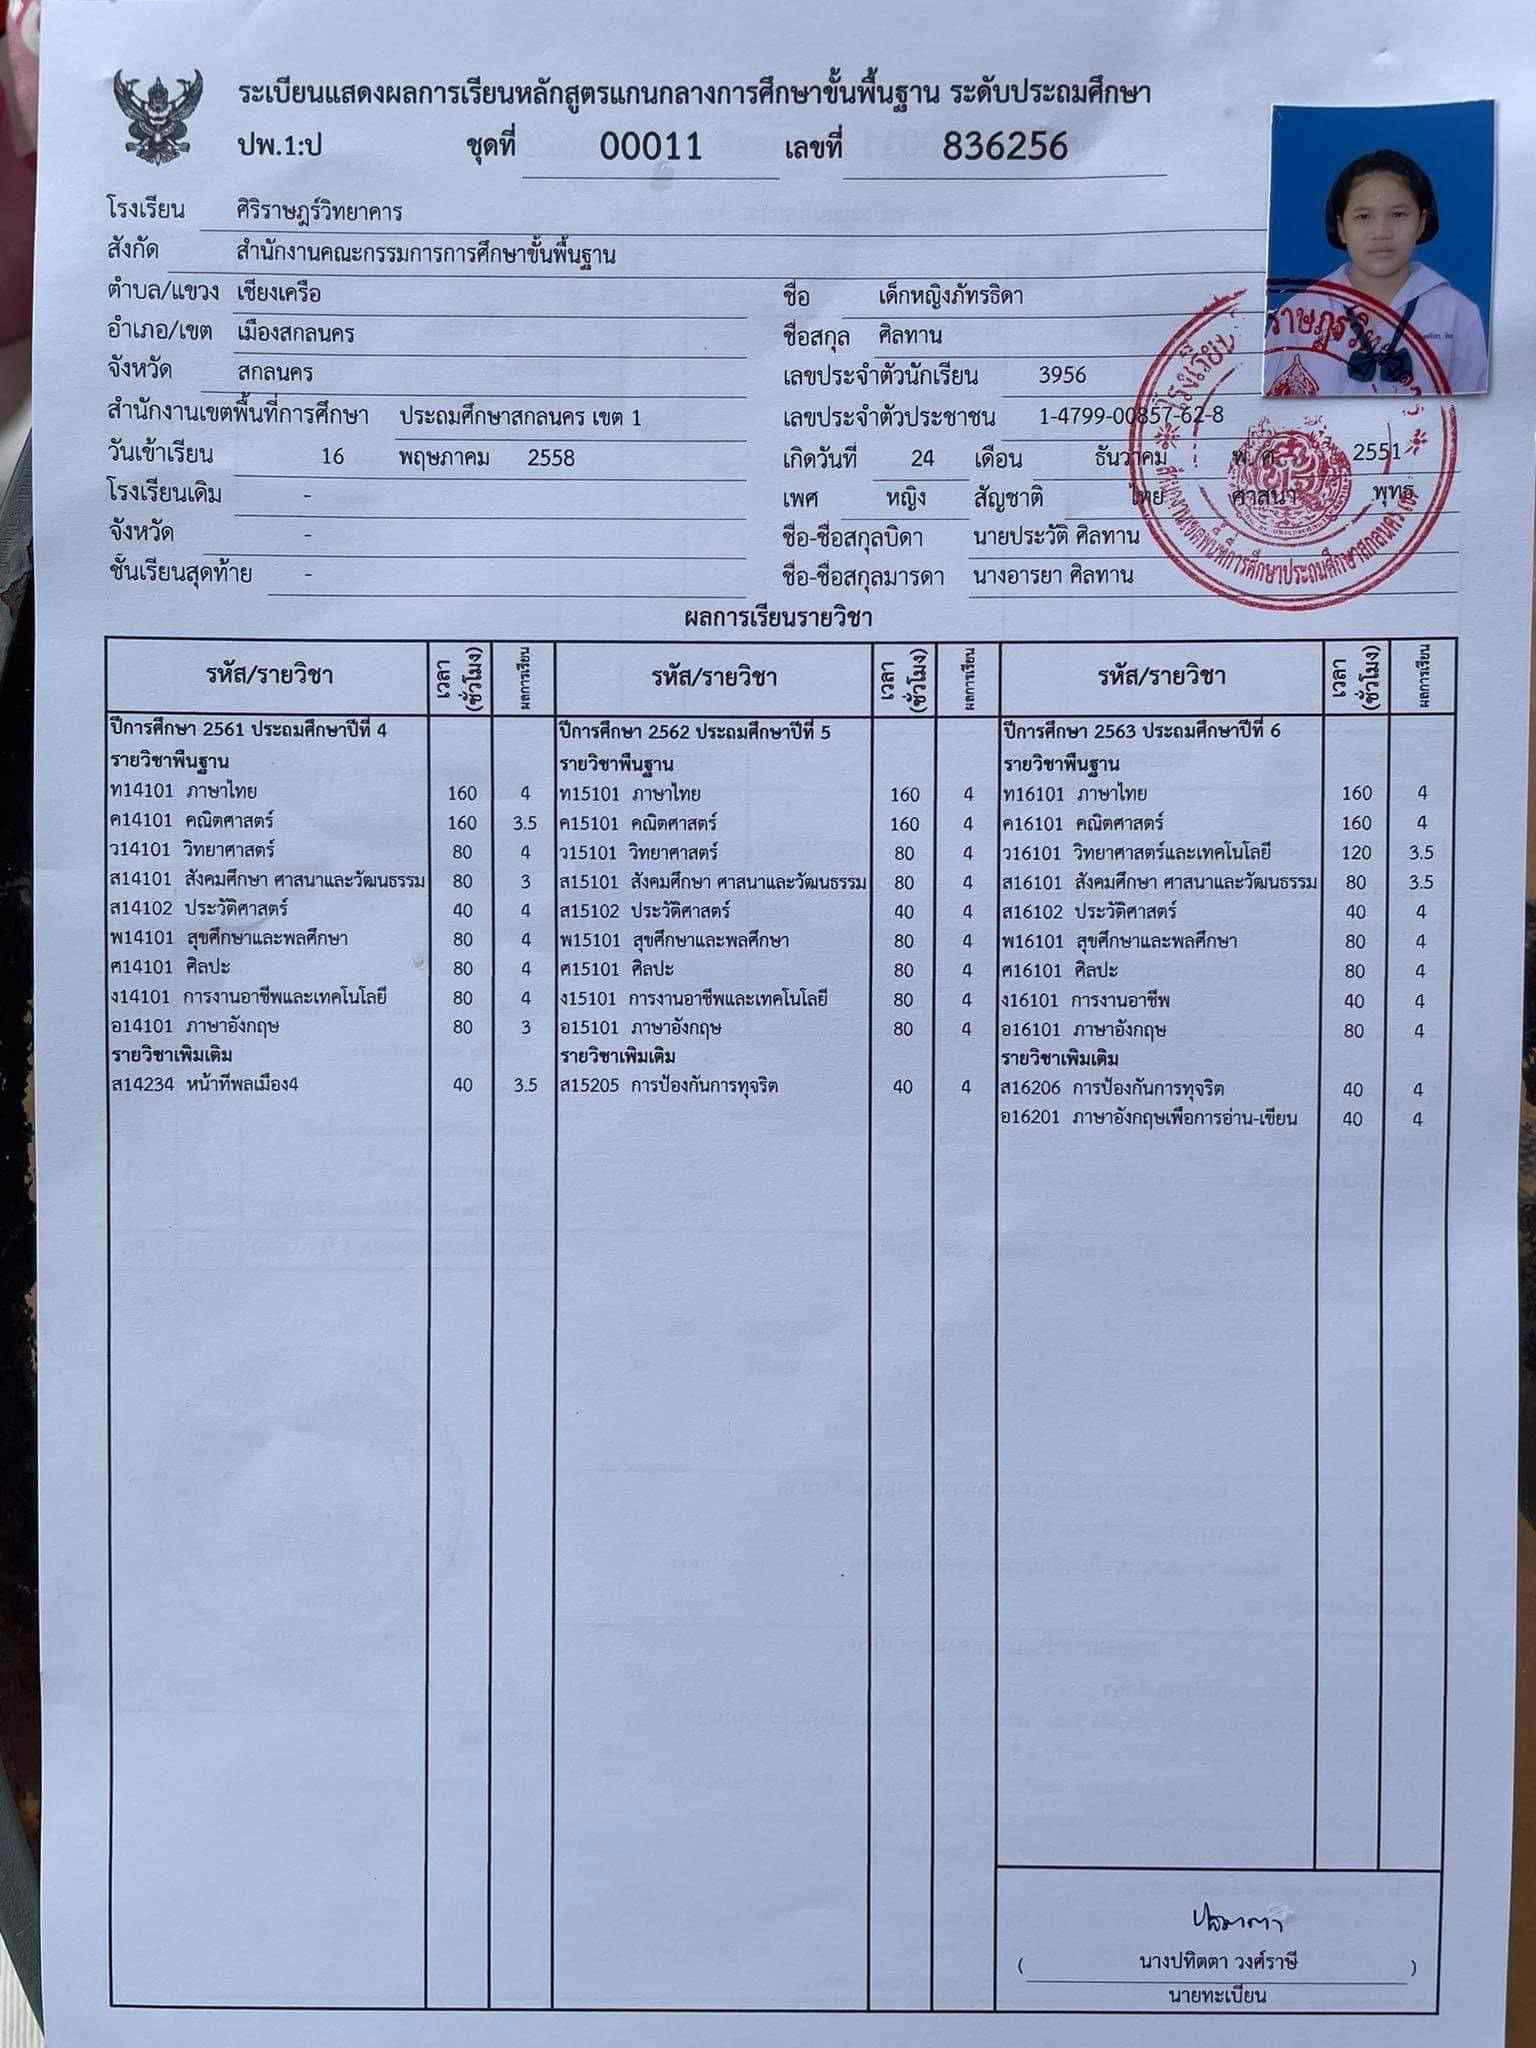 ระเบียนแสดงผลการเรียนหลักสูตรแกนกลางการศึกษาขั้นพื้นฐาน ระดับประถมศึกษา
ปพ.1:ป ชุดที่ 00011 เลขที่ 836256
โรงเรียน ศิริราษฎร์วิทยาคาร
สังกัด สำนักงานคณะกรรมการการศึกษาขั้นพื้นฐาน
ตำบล/แขวง เชียงเครือ
อำเภอ/เขต เมืองสกลนคร
จังหวัด สกลนคร
สำนักงานเขตพื้นที่การศึกษา ประถมศึกษาสกลนคร เขต 1
วันเข้าเรียน 16 พฤษภาคม 2558
โรงเรียนเดิม -
จังหวัด -
ชั้นเรียนสุดท้าย -
ชื่อ เด็กหญิงภัทรธิดา
ชื่อสกุล ศิลทาน
เลขประจำตัวนักเรียน 3956
เลขประจำตัวประชาชน 1-4799-00857-62-8
เกิดวันที่ 24 เดือน ธันวาคม พ.ศ. 2551
เพศ หญิง สัญชาติ ไทย ศาสนา พุทธ
ชื่อ-ชื่อสกุลบิดา นายประวัติ ศิลทาน
ชื่อ-ชื่อสกุลมารดา นางอารยา ศิลทาน
ผลการเรียนรายวิชา
รหัส/รายวิชา เวลา (ชั่วโมง) ผลการเรียน
ปีการศึกษา 2561 ประถมศึกษาปีที่ 4
รายวิชาพื้นฐาน
ท14101 ภาษาไทย 160 4
ค14101 คณิตศาสตร์ 160 3.5
ว14101 วิทยาศาสตร์ 80 4
ส14101 สังคมศึกษา ศาสนาและวัฒนธรรม 80 3
ส14102 ประวัติศาสตร์ 40 4
พ14101 สุขศึกษาและพลศึกษา 80 4
ศ14101 ศิลปะ 80 4
ง14101 การงานอาชีพและเทคโนโลยี 80 4
อ14101 ภาษาอังกฤษ 80 3
รายวิชาเพิ่มเติม
ส14234 หน้าที่พลเมือง4 40 3.5
รหัส/รายวิชา เวลา (ชั่วโมง) ผลการเรียน
ปีการศึกษา 2562 ประถมศึกษาปีที่ 5
รายวิชาพื้นฐาน
ท15101 ภาษาไทย 160 4
ค15101 คณิตศาสตร์ 160 4
ว15101 วิทยาศาสตร์ 80 4
ส15101 สังคมศึกษา ศาสนาและวัฒนธรรม 80 4
ส15102 ประวัติศาสตร์ 40 4
พ15101 สุขศึกษาและพลศึกษา 80 4
ศ15101 ศิลปะ 80 4
ง15101 การงานอาชีพและเทคโนโลยี 80 4
อ15101 ภาษาอังกฤษ 80 4
รายวิชาเพิ่มเติม
ส15205 การป้องกันการทุจริต 40 4
รหัส/รายวิชา เวลา (ชั่วโมง) ผลการเรียน
ปีการศึกษา 2563 ประถมศึกษาปีที่ 6
รายวิชาพื้นฐาน
ท16101 ภาษาไทย 160 4
ค16101 คณิตศาสตร์ 160 4
ว16101 วิทยาศาสตร์และเทคโนโลยี 120 3.5
ส16101 สังคมศึกษา ศาสนาและวัฒนธรรม 80 3.5
ส16102 ประวัติศาสตร์ 40 4
พ16101 สุขศึกษาและพลศึกษา 80 4
ศ16101 ศิลปะ 80 4
ง16101 การงานอาชีพ 40 4
อ16101 ภาษาอังกฤษ 80 4
รายวิชาเพิ่มเติม
ส16206 การป้องกันการทุจริต 40 4
อ16201 ภาษาอังกฤษเพื่อการอ่าน-เขียน 40 4
( นางปทิตตา วงศ์ราษี )
นายทะเบียน